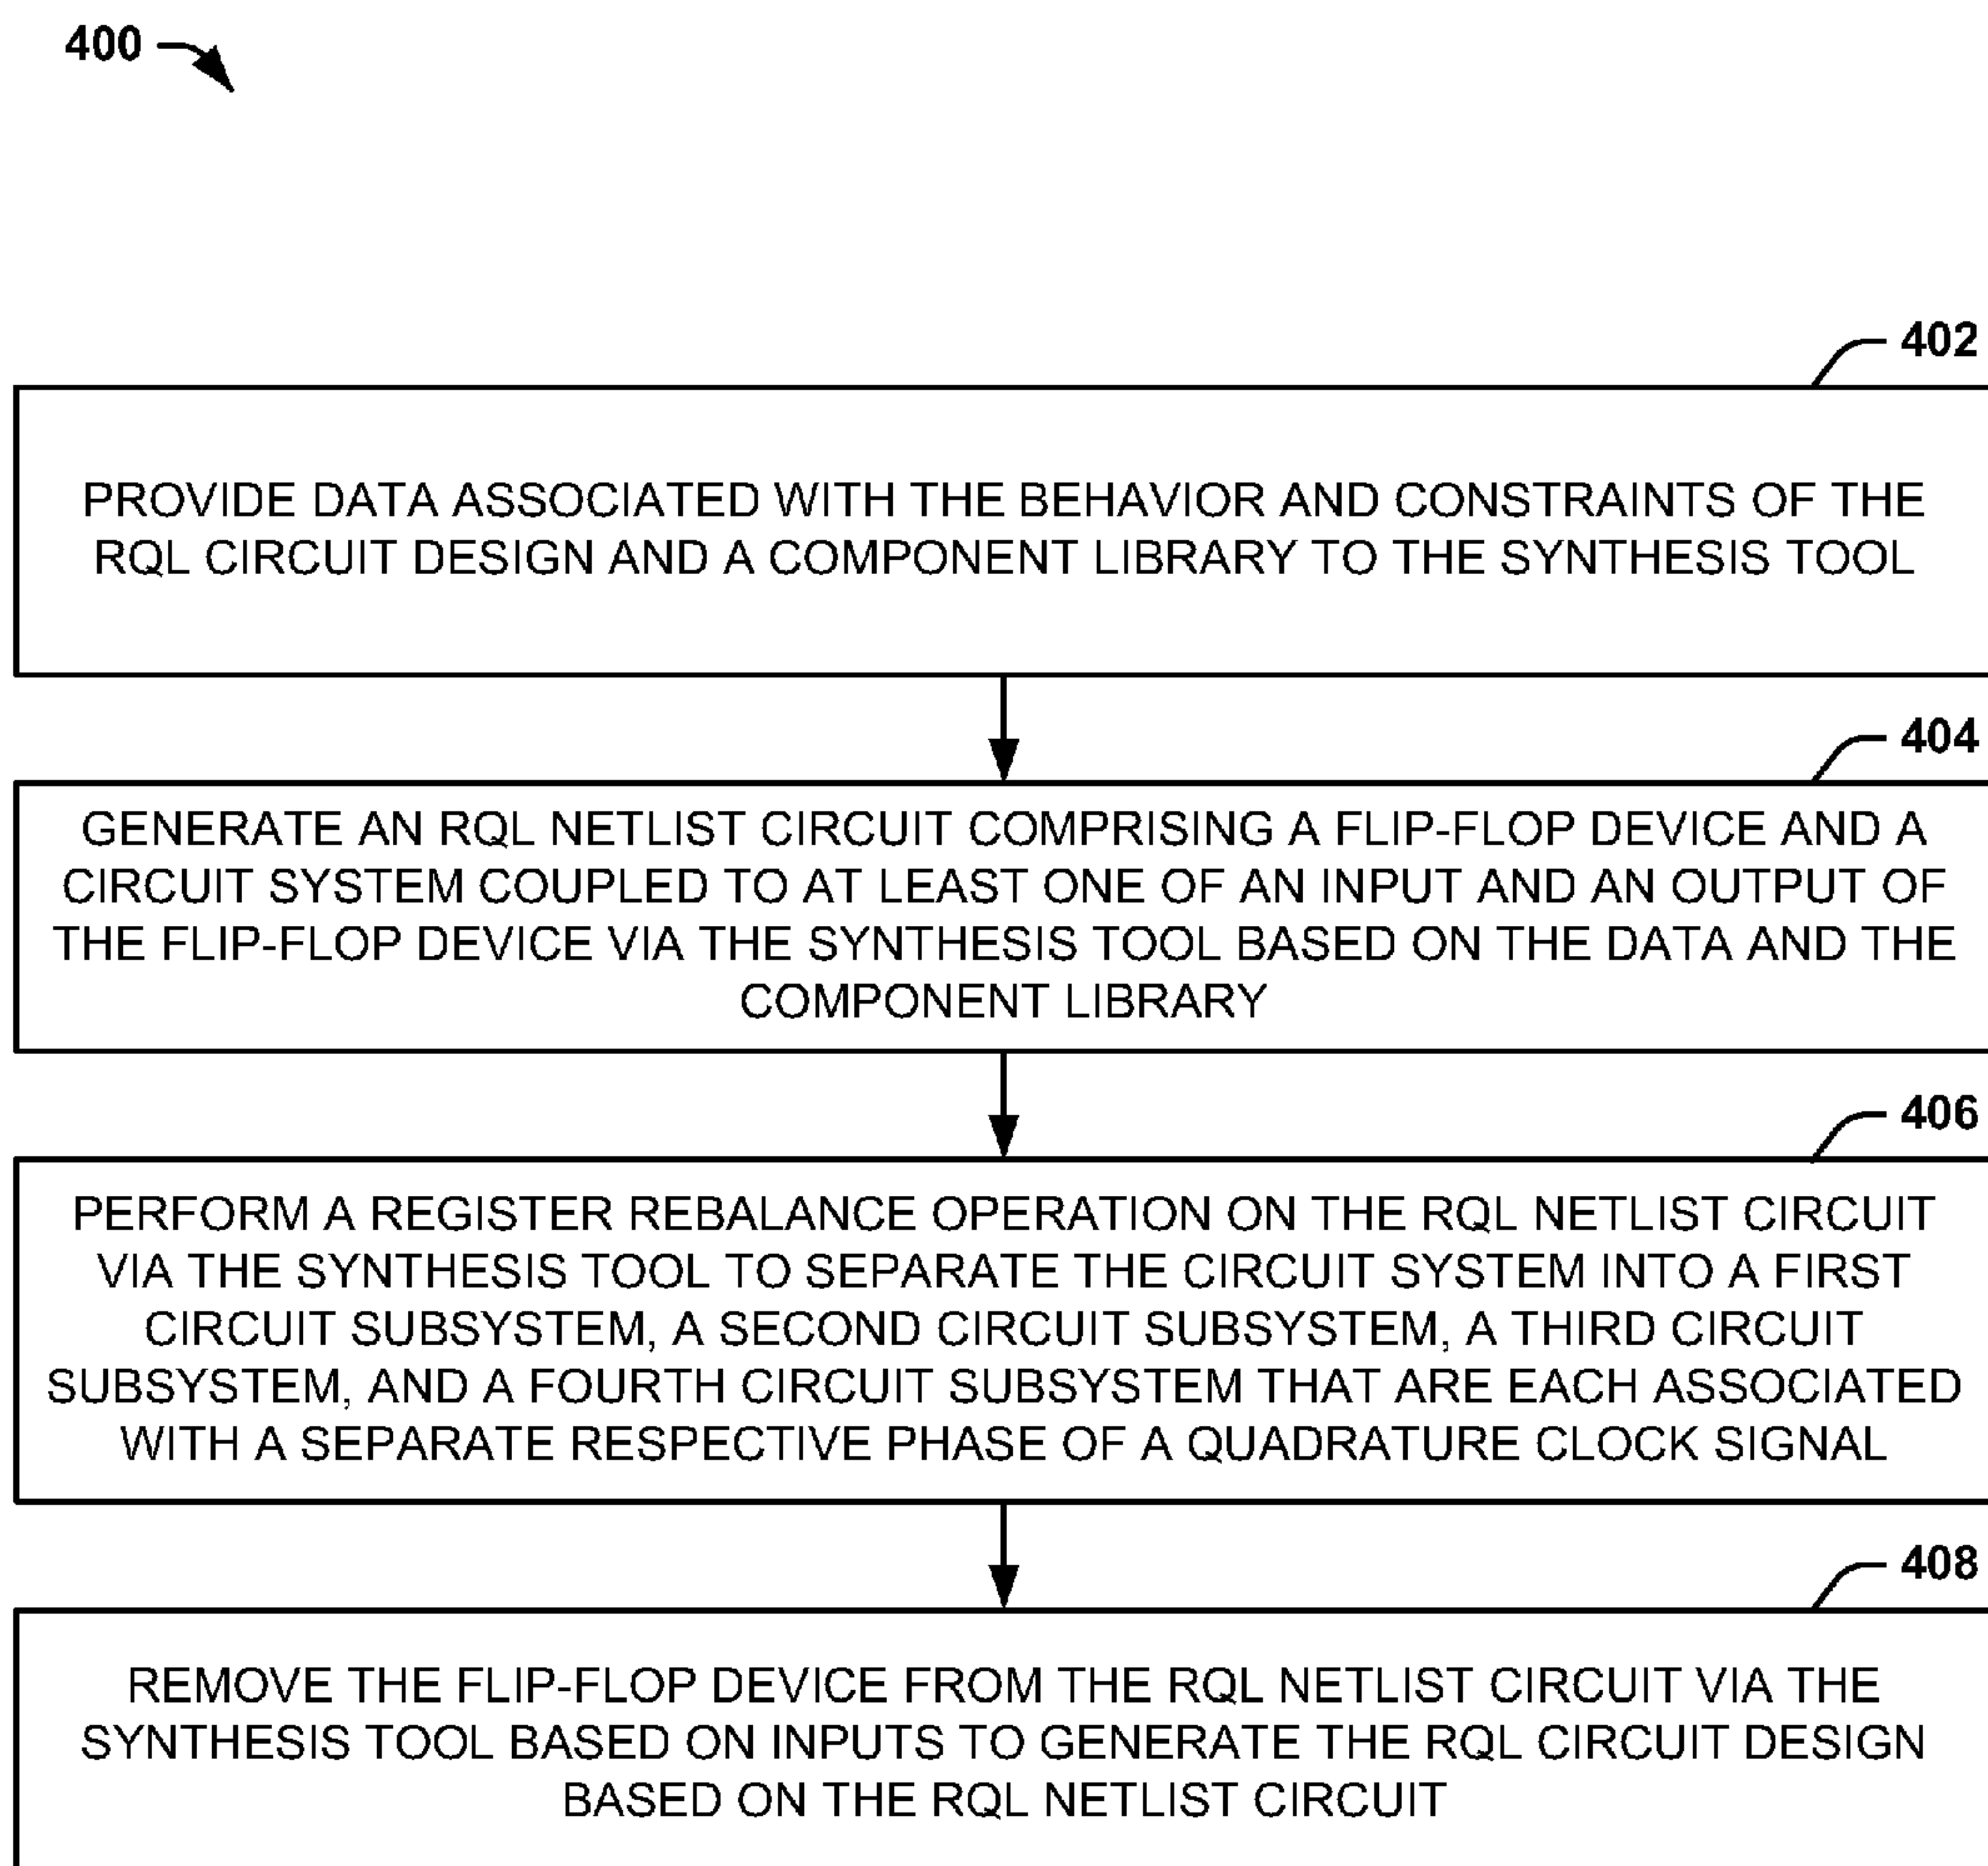 400
402
PROVIDE DATA ASSOCIATED WITH THE BEHAVIOR AND CONSTRAINTS OF THE
RQL CIRCUIT DESIGN AND A COMPONENT LIBRARY TO THE SYNTHESIS TOOL
404
GENERATE AN RQL NETLIST CIRCUIT COMPRISING A FLIP-FLOP DEVICE AND A
CIRCUIT SYSTEM COUPLED TO AT LEAST ONE OF AN INPUT AND AN OUTPUT OF
THE FLIP-FLOP DEVICE VIA THE SYNTHESIS TOOL BASED ON THE DATA AND THE
COMPONENT LIBRARY
406
PERFORM A REGISTER REBALANCE OPERATION ON THE RQL NETLIST CIRCUIT
VIA THE SYNTHESIS TOOL TO SEPARATE THE CIRCUIT SYSTEM INTO A FIRST
CIRCUIT SUBSYSTEM, A SECOND CIRCUIT SUBSYSTEM, A THIRD CIRCUIT
SUBSYSTEM, AND A FOURTH CIRCUIT SUBSYSTEM THAT ARE EACH ASSOCIATED
WITH A SEPARATE RESPECTIVE PHASE OF A QUADRATURE CLOCK SIGNAL
408
REMOVE THE FLIP-FLOP DEVICE FROM THE RQL NETLIST CIRCUIT VIA THE
SYNTHESIS TOOL BASED ON INPUTS TO GENERATE THE RQL CIRCUIT DESIGN
BASED ON THE RQL NETLIST CIRCUIT